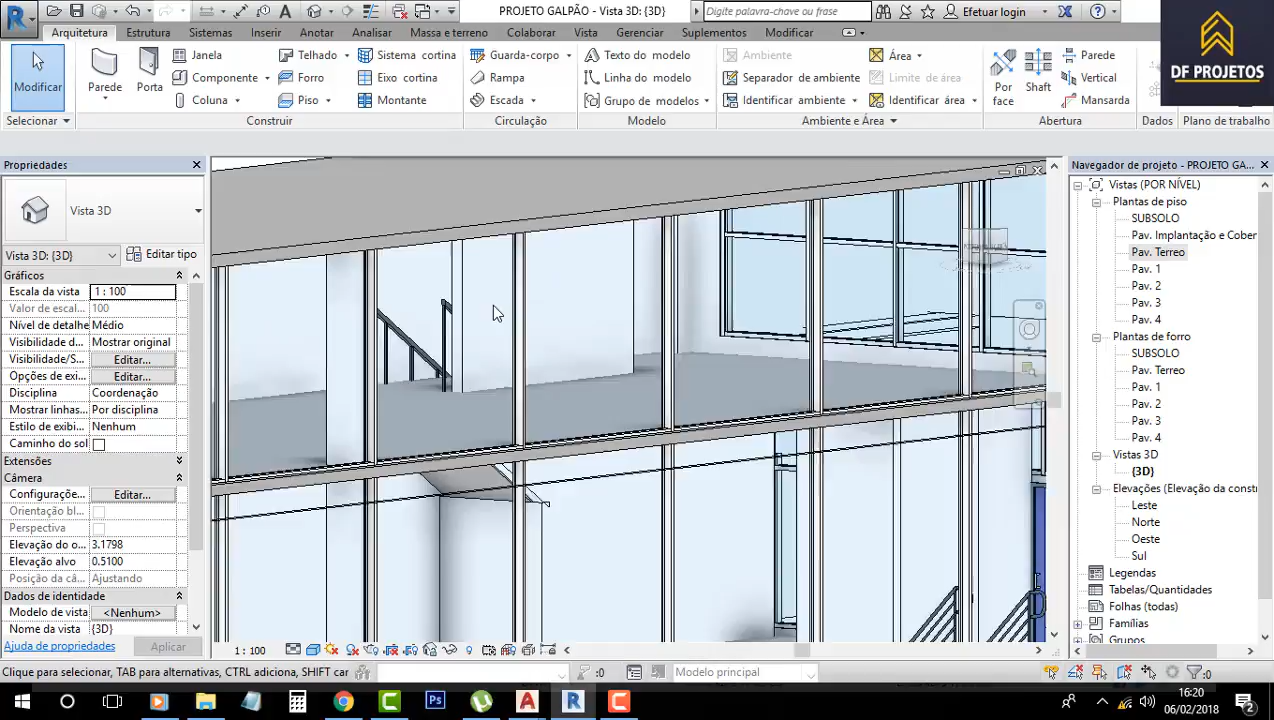 PROJETO GALPÃO - Vista 3D: {3D}
Digite palavra-chave ou frase
Efetuar login
Arquitetura Estrutura Sistemas Inserir Anotar Analisar Massa e terreno Colaborar Vista Gerenciar Suplementos Modificar
DF PROJETOS
Modificar
Parede
Porta
Janela
Componente
Coluna
Telhado
Forro
Piso
Sistema cortina
Eixo cortina
Montante
Guarda-corpo
Rampa
Escada
Texto do modelo
Linha do modelo
Grupo de modelos
Ambiente
Separador de ambiente
Identificar ambiente
Área
Limite de área
Identificar área
Por face
Shaft
Parede
Vertical
Mansarda
Selecionar Construir Circulação Modelo Ambiente e Área Abertura Dados Plano de trabalho
Propriedades
Vista 3D
Vista 3D: {3D} Editar tipo
Gráficos
Escala da vista 1 : 100
Valor de escal... 100
Nível de detalhe Médio
Visibilidade d... Mostrar original
Visibilidade/S... Editar...
Opções de exi... Editar...
Disciplina Coordenação
Mostrar linhas... Por disciplina
Estilo de exibi... Nenhum
Caminho do sol
Extensões
Câmera
Configuraçõe... Editar...
Orientação bl...
Perspectiva
Elevação do o... 3.1798
Elevação alvo 0.5100
Posição da câ... Ajustando
Dados de identidade
Modelo de vista <Nenhum>
Nome da vista {3D}
Ajuda de propriedades Aplicar
Navegador de projeto - PROJETO GA...
Vistas (POR NÍVEL)
Plantas de piso
SUBSOLO
Pav. Implantação e Cober
Pav. Terreo
Pav. 1
Pav. 2
Pav. 3
Pav. 4
Plantas de forro
SUBSOLO
Pav. Terreo
Pav. 1
Pav. 2
Pav. 3
Pav. 4
Vistas 3D
{3D}
Elevações (Elevação da constr
Leste
Norte
Oeste
Sul
Legendas
Tabelas/Quantidades
Folhas (todas)
Famílias
Grupos
1 : 100
Clique para selecionar, TAB para alternativas, CTRL adiciona, SHIFT car
:0
Modelo principal
:0
16:20
06/02/2018
2